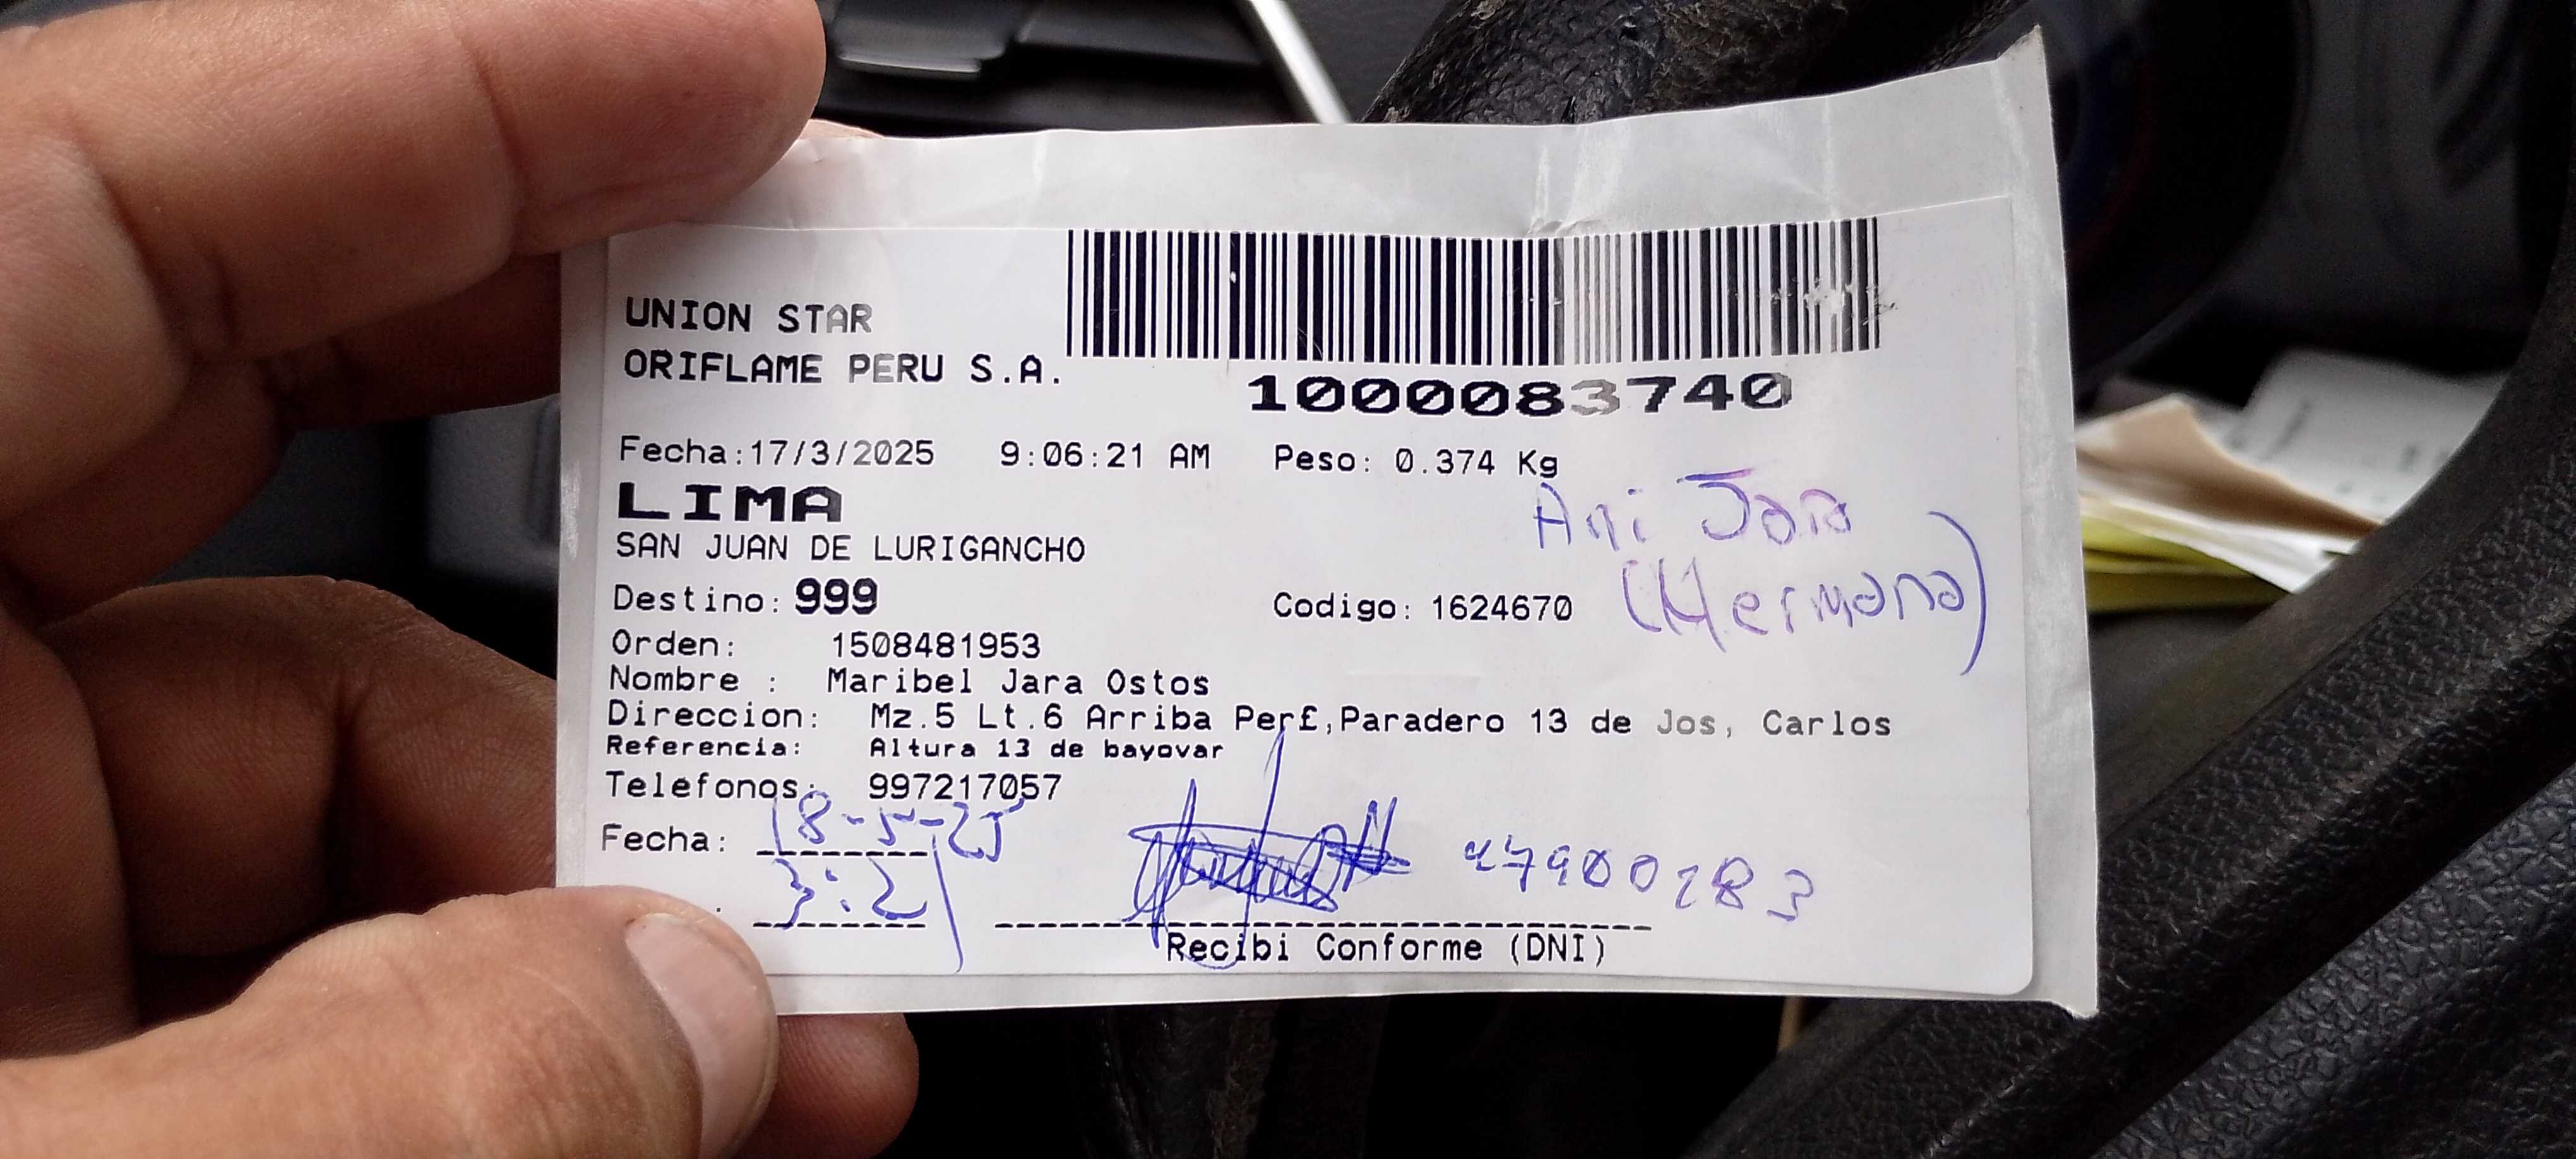 UNION STAR
ORIFLAME PERU S.A.
1000083740
Fecha:17/3/2025 9:06:21 AM Peso: 0.374 Kg
LIMA
Ani Jara
SAN JUAN DE LURIGANCHO
(Hermana)
Destino: 999 Codigo: 1624670
Orden: 1508481953
Nombre : Maribel Jara Ostos
Direccion: Mz.5 Lt.6 Arriba Per£,Paradero 13 de Jos, Carlos
Referencia: Altura 13 de bayovar
Teléfonos: 997217057
Fecha: 18-5-25
3:21 47900283
Recibi Conforme (DNI)